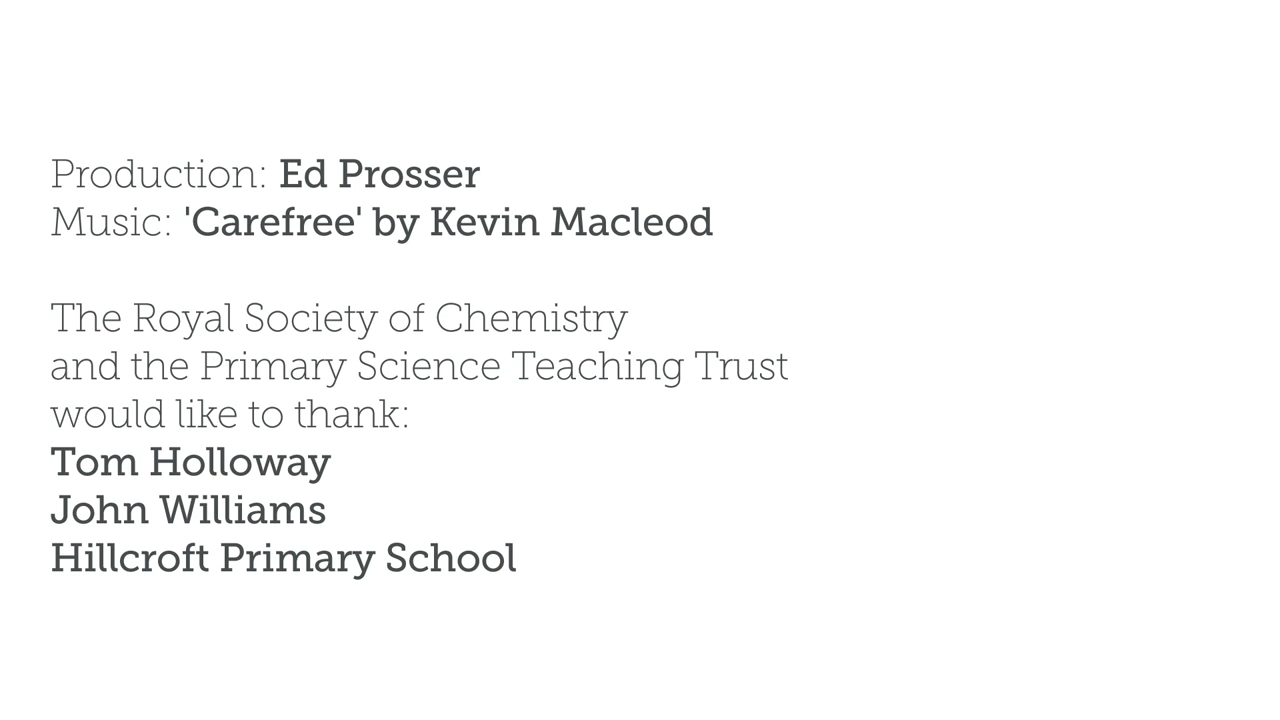 Production: Ed Prosser
Music: 'Carefree' by Kevin Macleod
The Royal Society of Chemistry
and the Primary Science Teaching Trust
would like to thank:
Tom Holloway
John Williams
Hillcroft Primary School